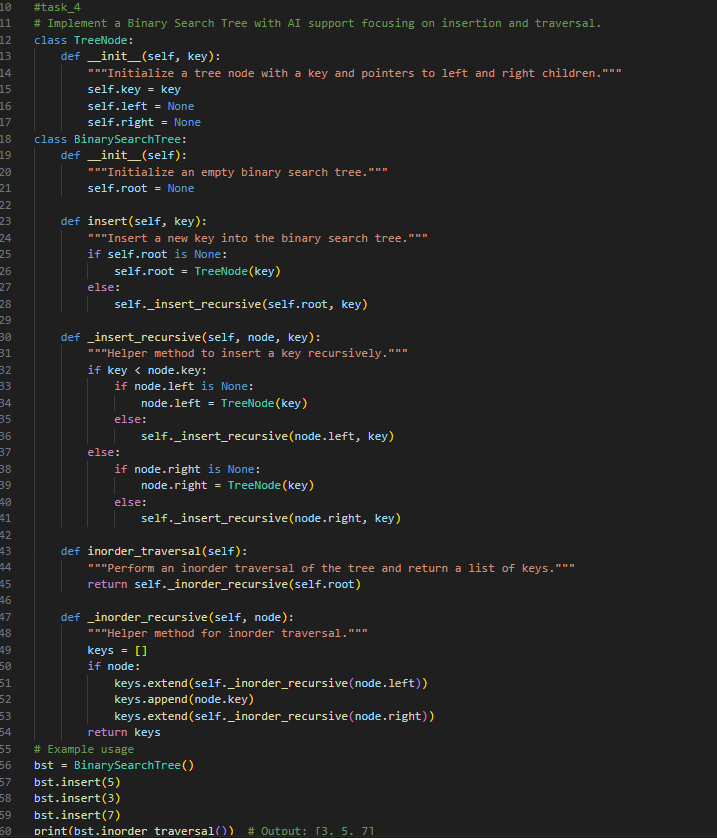 10 #task_4
11 # Implement a Binary Search Tree with AI support focusing on insertion and traversal.
12 class TreeNode:
13     def __init__(self, key):
14         """Initialize a tree node with a key and pointers to left and right children."""
15         self.key = key
16         self.left = None
17         self.right = None
18 class BinarySearchTree:
19     def __init__(self):
20         """Initialize an empty binary search tree."""
21         self.root = None
22
23     def insert(self, key):
24         """Insert a new key into the binary search tree."""
25         if self.root is None:
26             self.root = TreeNode(key)
27         else:
28             self._insert_recursive(self.root, key)
29
30     def _insert_recursive(self, node, key):
31         """Helper method to insert a key recursively."""
32         if key < node.key:
33             if node.left is None:
34                 node.left = TreeNode(key)
35             else:
36                 self._insert_recursive(node.left, key)
37         else:
38             if node.right is None:
39                 node.right = TreeNode(key)
40             else:
41                 self._insert_recursive(node.right, key)
42
43     def inorder_traversal(self):
44         """Perform an inorder traversal of the tree and return a list of keys."""
45         return self._inorder_recursive(self.root)
46
47     def _inorder_recursive(self, node):
48         """Helper method for inorder traversal."""
49         keys = []
50         if node:
51             keys.extend(self._inorder_recursive(node.left))
52             keys.append(node.key)
53             keys.extend(self._inorder_recursive(node.right))
54         return keys
55 # Example usage
56 bst = BinarySearchTree()
57 bst.insert(5)
58 bst.insert(3)
59 bst.insert(7)
60 print(bst.inorder_traversal())  # Output: [3, 5, 7]